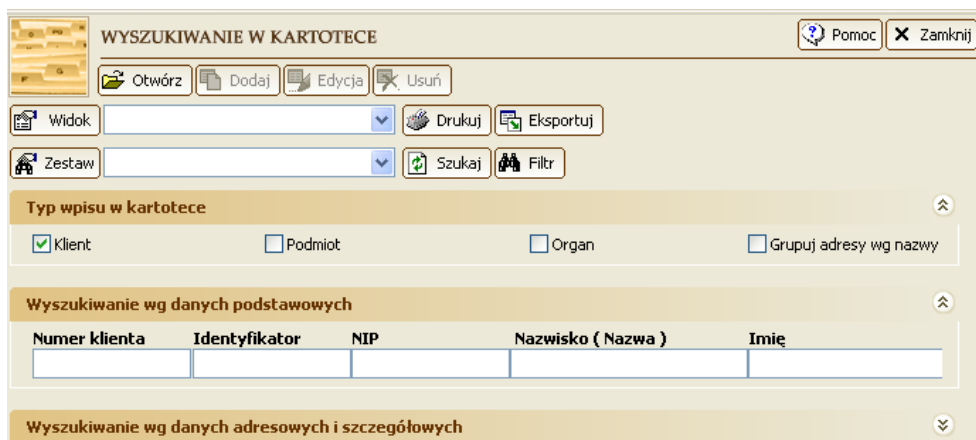 WYSZUKIWANIE W KARTOTECE Pomoc Zamknij
Otwórz Dodaj Edycja Usuń
Widok Drukuj Eksportuj
Zestaw Szukaj Filtr
Typ wpisu w kartotece
Klient Podmiot Organ Grupuj adresy wg nazwy
Wyszukiwanie wg danych podstawowych
Numer klienta Identyfikator NIP Nazwisko ( Nazwa ) Imię
Wyszukiwanie wg danych adresowych i szczegółowych